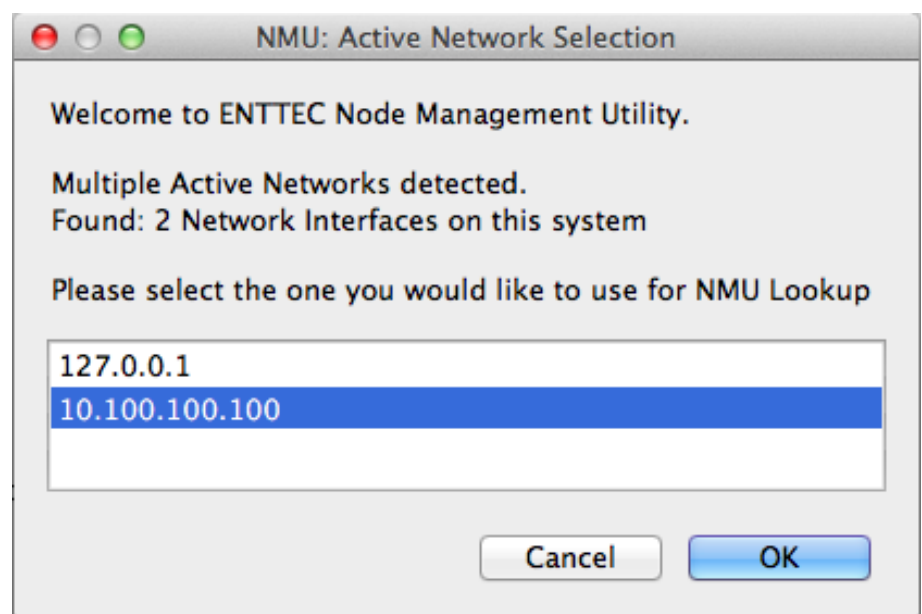 NMU: Active Network Selection
Welcome to ENTTEC Node Management Utility.
Multiple Active Networks detected.
Found: 2 Network Interfaces on this system
Please select the one you would like to use for NMU Lookup
127.0.0.1
10.100.100.100
Cancel
OK